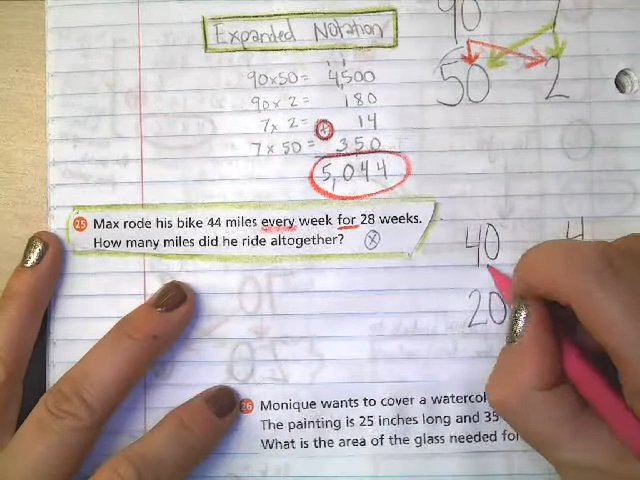 Expanded Notation
90
7
90x50= 4,500
50
2
90x 2= 180
7x 2= 14
+
7x 50= 350
5,044
25 Max rode his bike 44 miles every week for 28 weeks.
How many miles did he ride altogether? x
40
4
20
26 Monique wants to cover a
The painting is 25 inches long and 35
What is the area of the glass needed